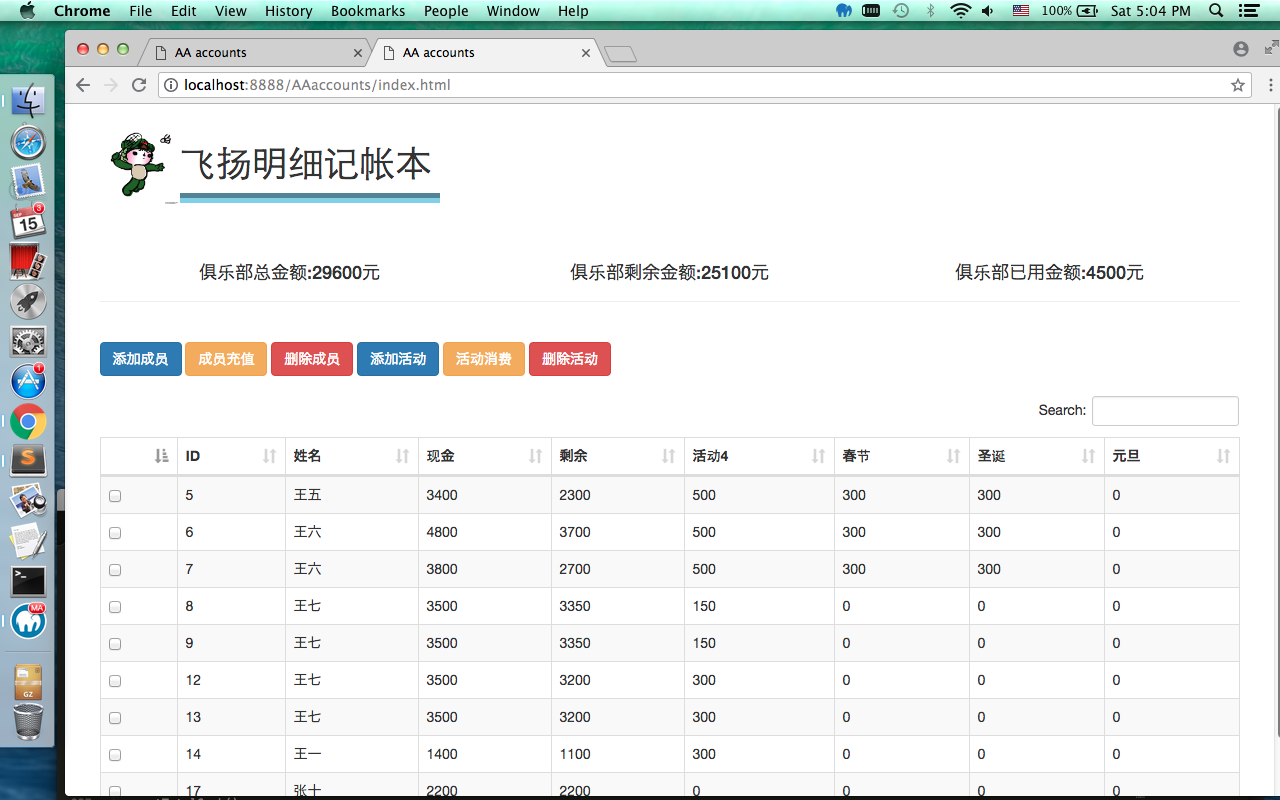 Chrome File Edit View History Bookmarks People Window Help 100% Sat 5:04 PM
AA accounts AA accounts
localhost:8888/AAaccounts/index.html
飞扬明细记帐本
俱乐部总金额:29600元 俱乐部剩余金额:25100元 俱乐部已用金额:4500元
添加成员 成员充值 删除成员 添加活动 活动消费 删除活动
Search:
ID 姓名 现金 剩余 活动4 春节 圣诞 元旦
5 王五 3400 2300 500 300 300 0
6 王六 4800 3700 500 300 300 0
7 王六 3800 2700 500 300 300 0
8 王七 3500 3350 150 0 0 0
9 王七 3500 3350 150 0 0 0
12 王七 3500 3200 300 0 0 0
13 王七 3500 3200 300 0 0 0
14 王一 1400 1100 300 0 0 0
17 张十 2200 2200 0 0 0 0
3
SEP
15
1
S
MA
GZ